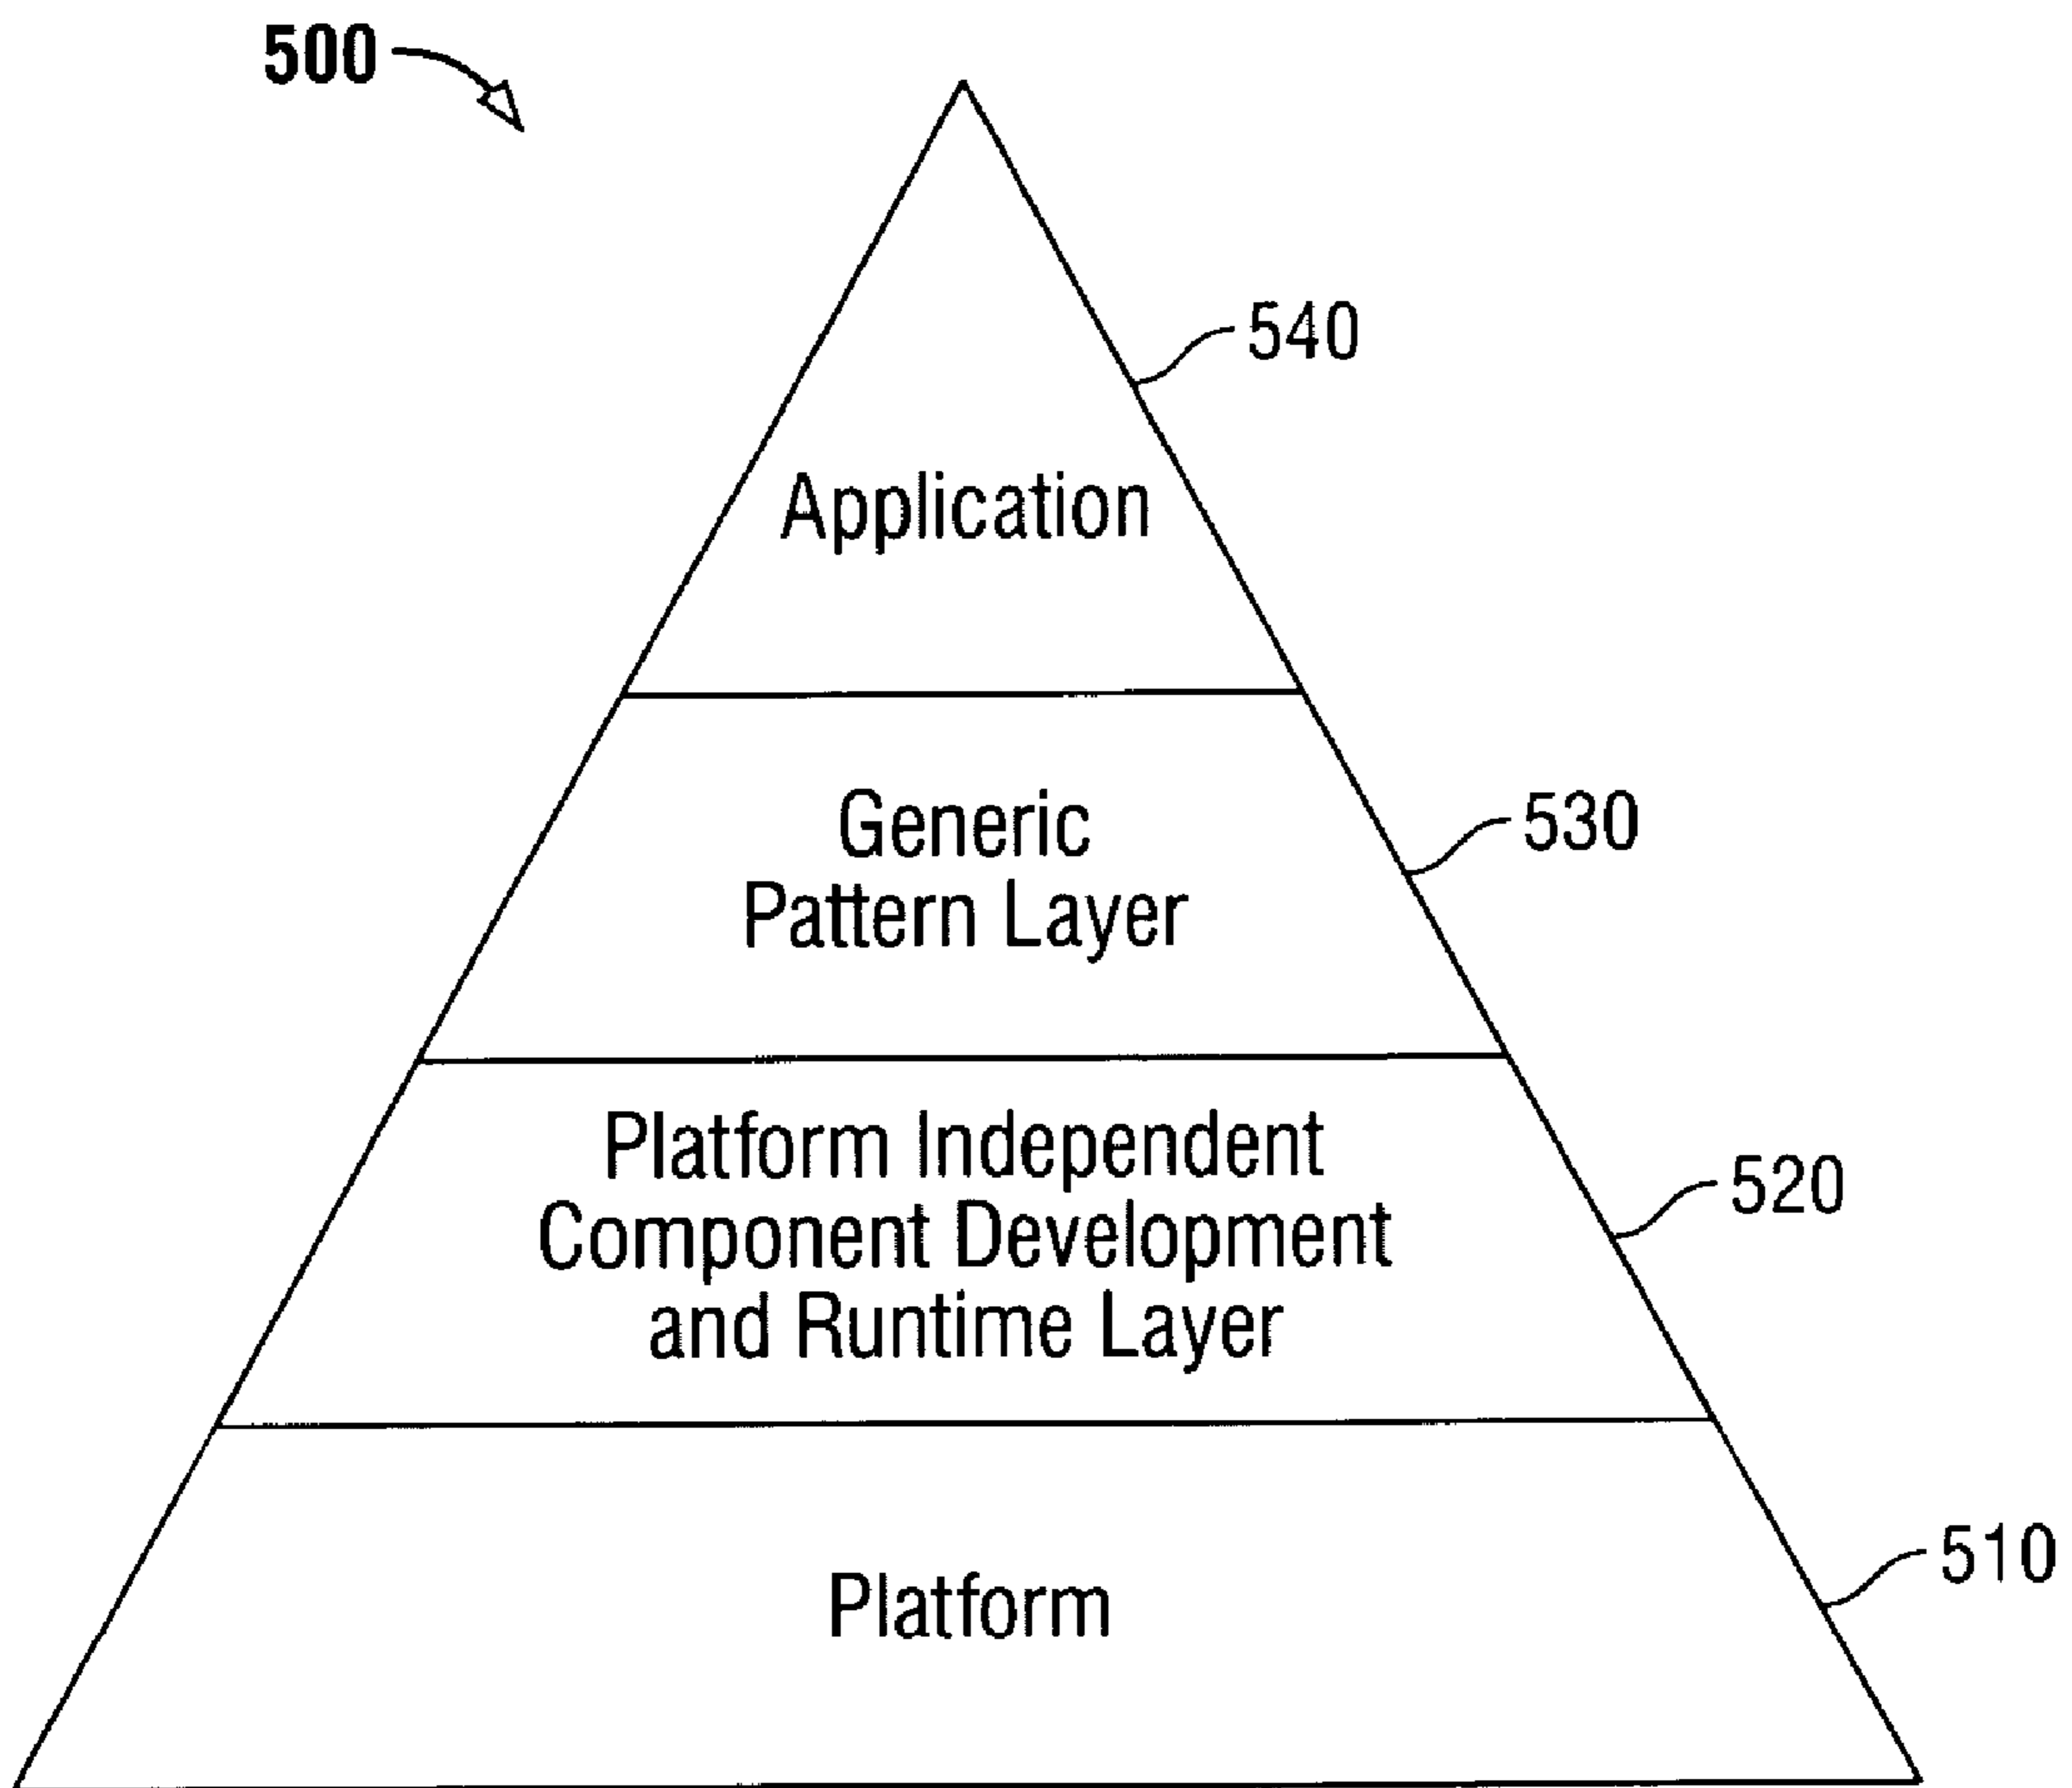 500
540
Application
530
Generic
Pattern Layer
520
Platform Independent
Component Development
and Runtime Layer
510
Platform